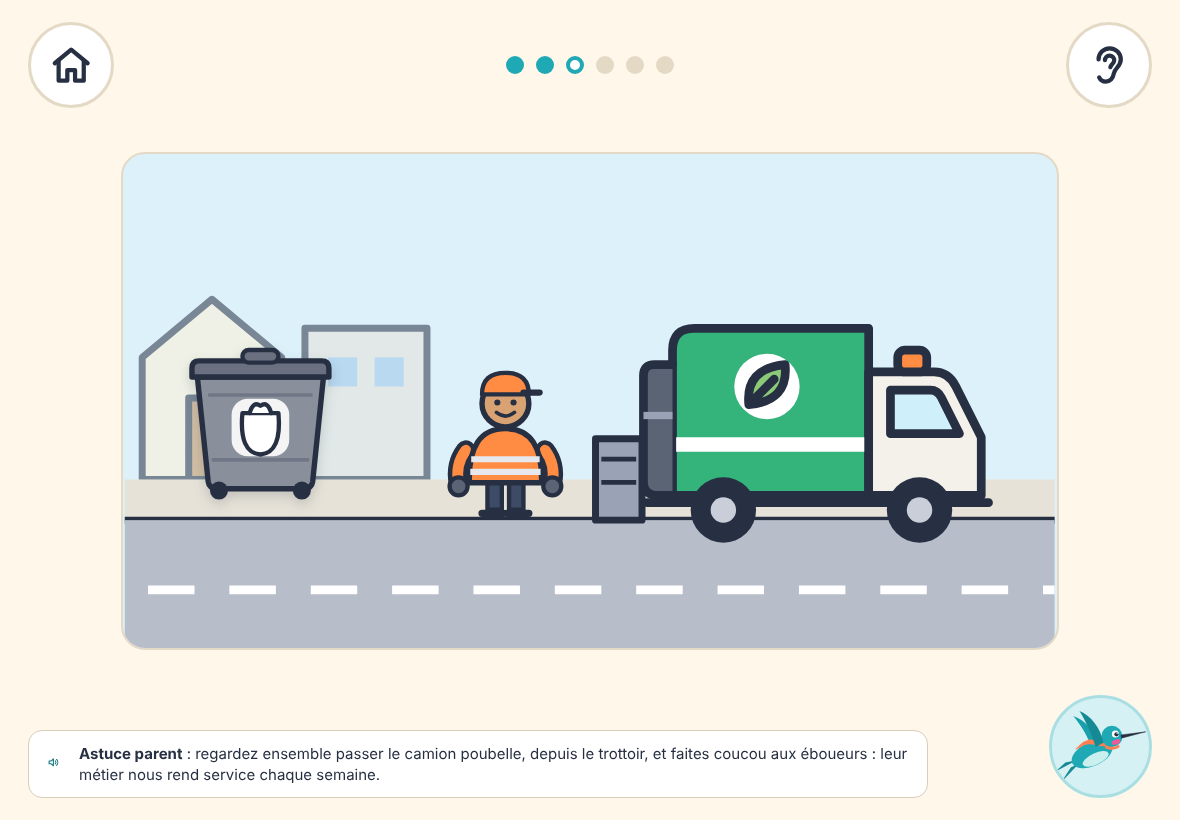 Astuce parent : regardez ensemble passer le camion poubelle, depuis le trottoir, et faites coucou aux éboueurs : leur
métier nous rend service chaque semaine.